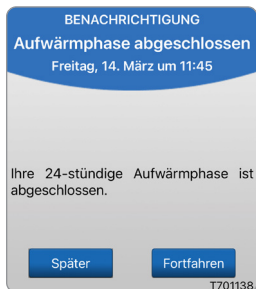 BENACHRICHTIGUNG
Aufwärmphase abgeschlossen
Freitag, 14. März um 11:45
Ihre 24-stündige Aufwärmphase ist
abgeschlossen.
Später
Fortfahren
T701138